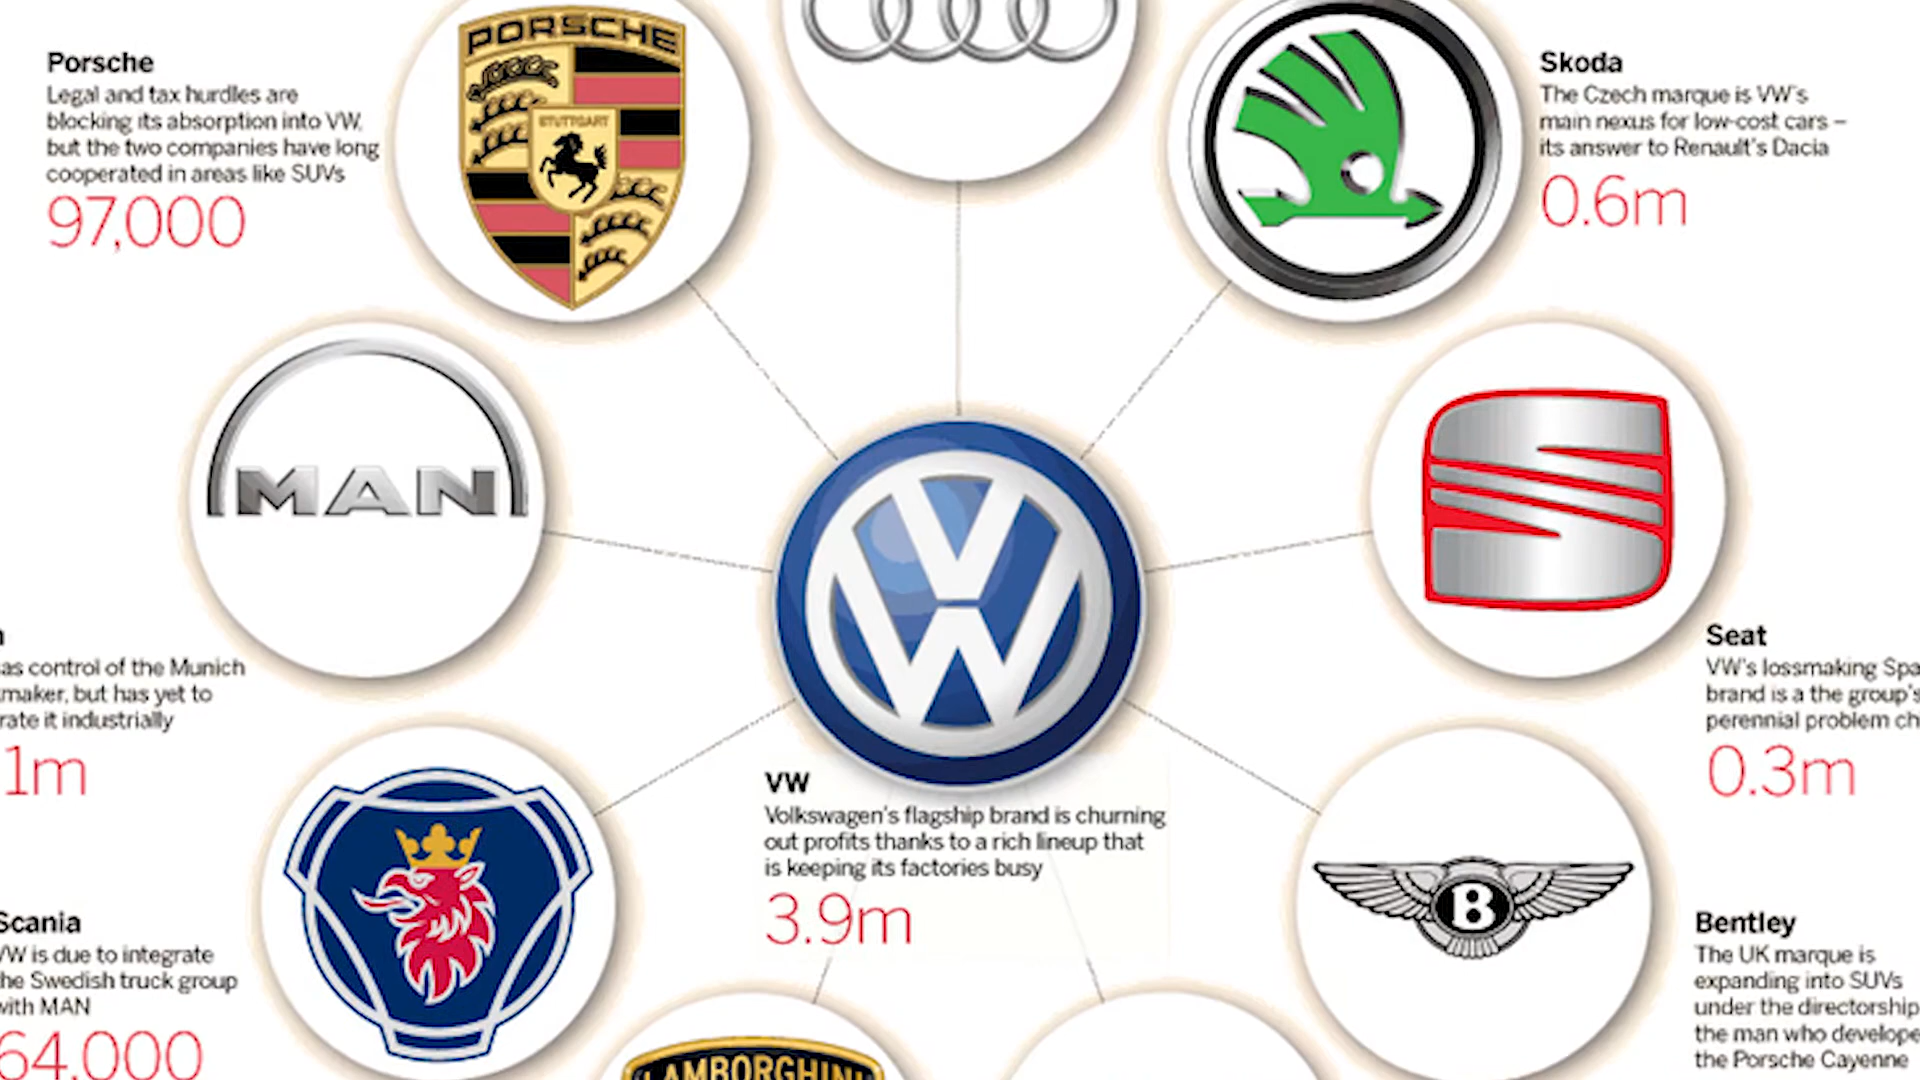 Porsche
Legal and tax hurdles are
blocking its absorption into VW,
but the two companies have long
cooperated in areas like SUVs
97,000
PORSCHE
STUTTGART
Skoda
The Czech marque is VW's
main nexus for low-cost cars –
its answer to Renault's Dacia
0.6m
MAN
as control of the Munich
maker, but has yet to
rate it industrially
1m
Seat
VW's lossmaking Spa
brand is a the group's
perennial problem ch
0.3m
VW
Volkswagen's flagship brand is churning
out profits thanks to a rich lineup that
is keeping its factories busy
3.9m
Scania
VW is due to integrate
the Swedish truck group
with MAN
64,000
B
Bentley
The UK marque is
expanding into SUVs
under the directorship
the man who develope
the Porsche Cayenne
LAMBORGHINI